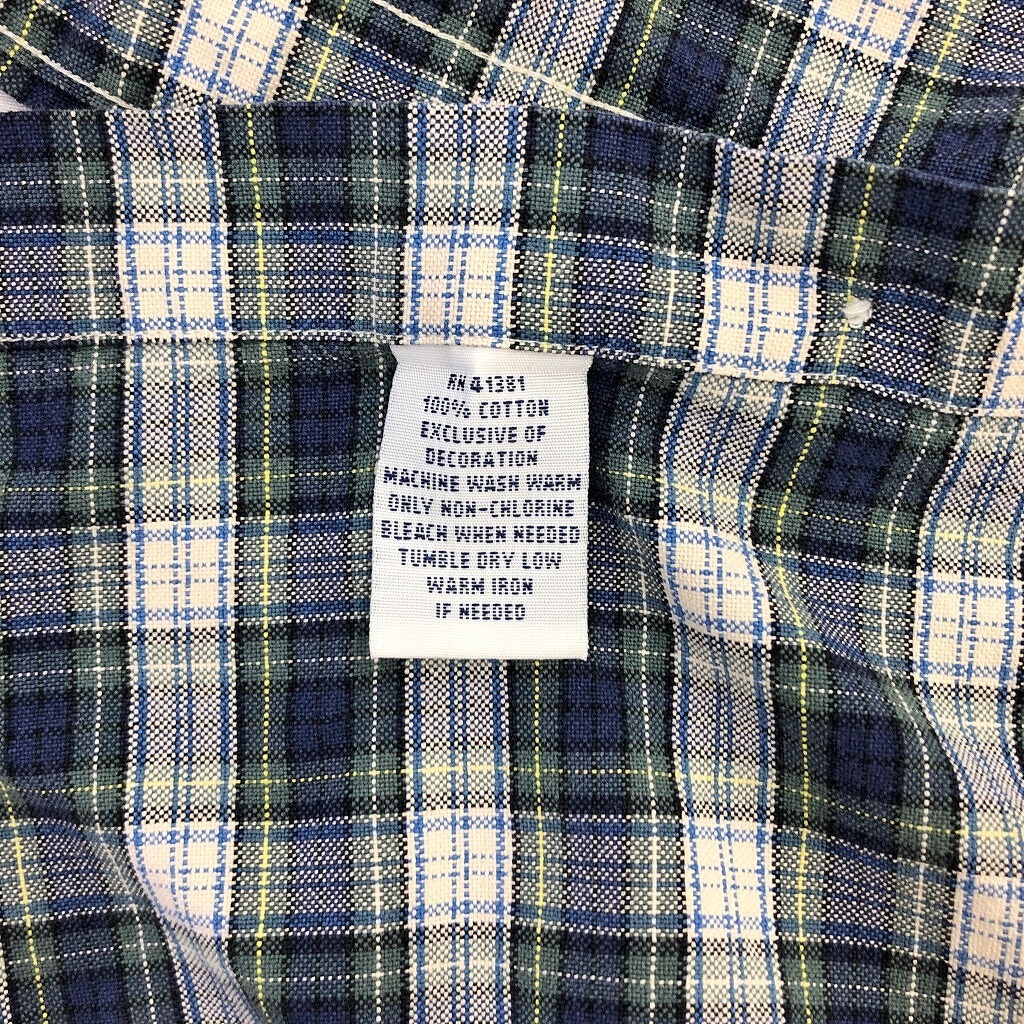 RN 41381
100% COTTON
EXCLUSIVE OF
DECORATION
MACHINE WASH WARM
ONLY NON-CHLORINE
BLEACH WHEN NEEDED
TUMBLE DRY LOW
WARM IRON
IF NEEDED